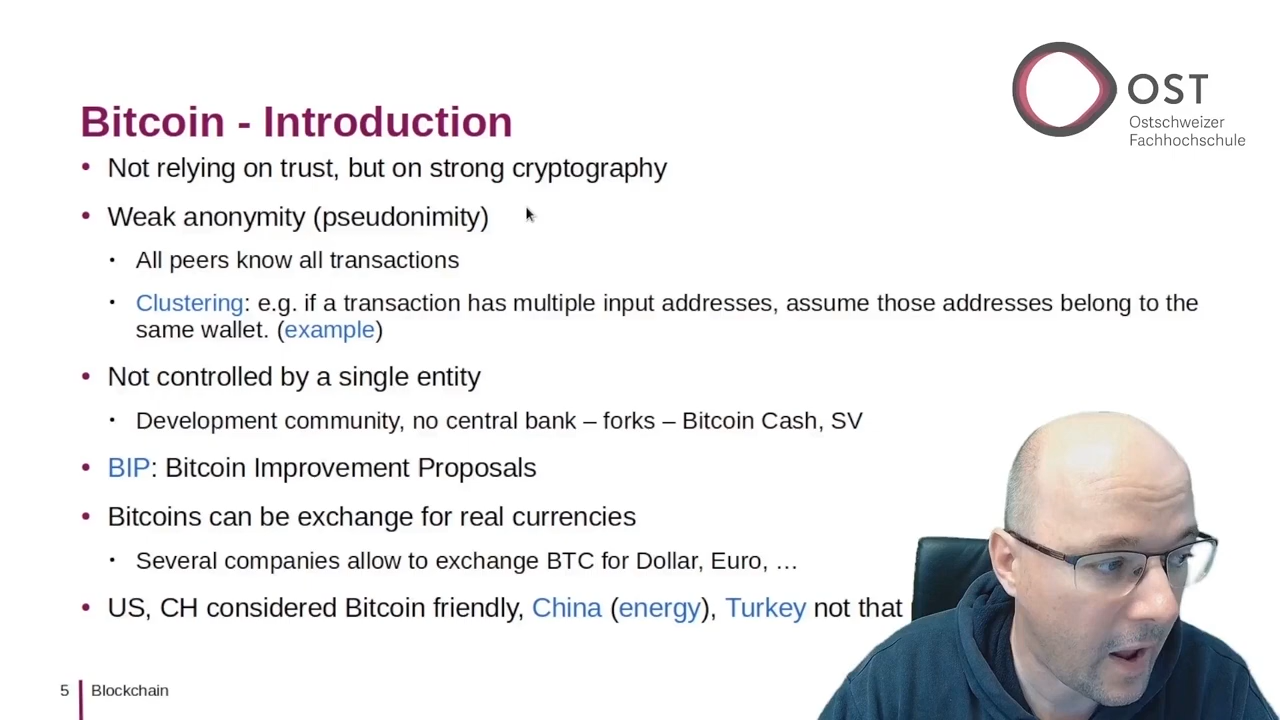 OST
Ostschweizer
Fachhochschule
Bitcoin - Introduction
• Not relying on trust, but on strong cryptography
• Weak anonymity (pseudonimity)
• All peers know all transactions
• Clustering: e.g. if a transaction has multiple input addresses, assume those addresses belong to the
same wallet. (example)
• Not controlled by a single entity
• Development community, no central bank – forks – Bitcoin Cash, SV
• BIP: Bitcoin Improvement Proposals
• Bitcoins can be exchange for real currencies
• Several companies allow to exchange BTC for Dollar, Euro, …
• US, CH considered Bitcoin friendly, China (energy), Turkey not that
5 Blockchain